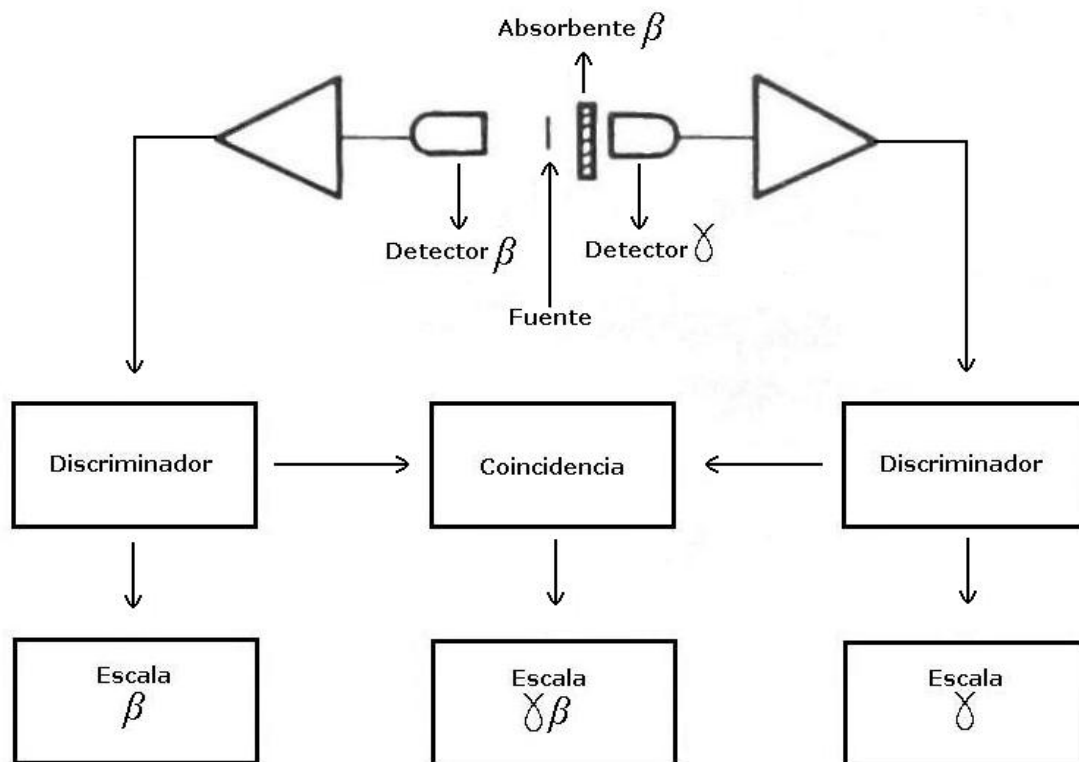 Absorbente β
Detector β
Detector γ
Fuente
Discriminador
Coincidencia
Discriminador
Escala
β
Escala
γβ
Escala
γ